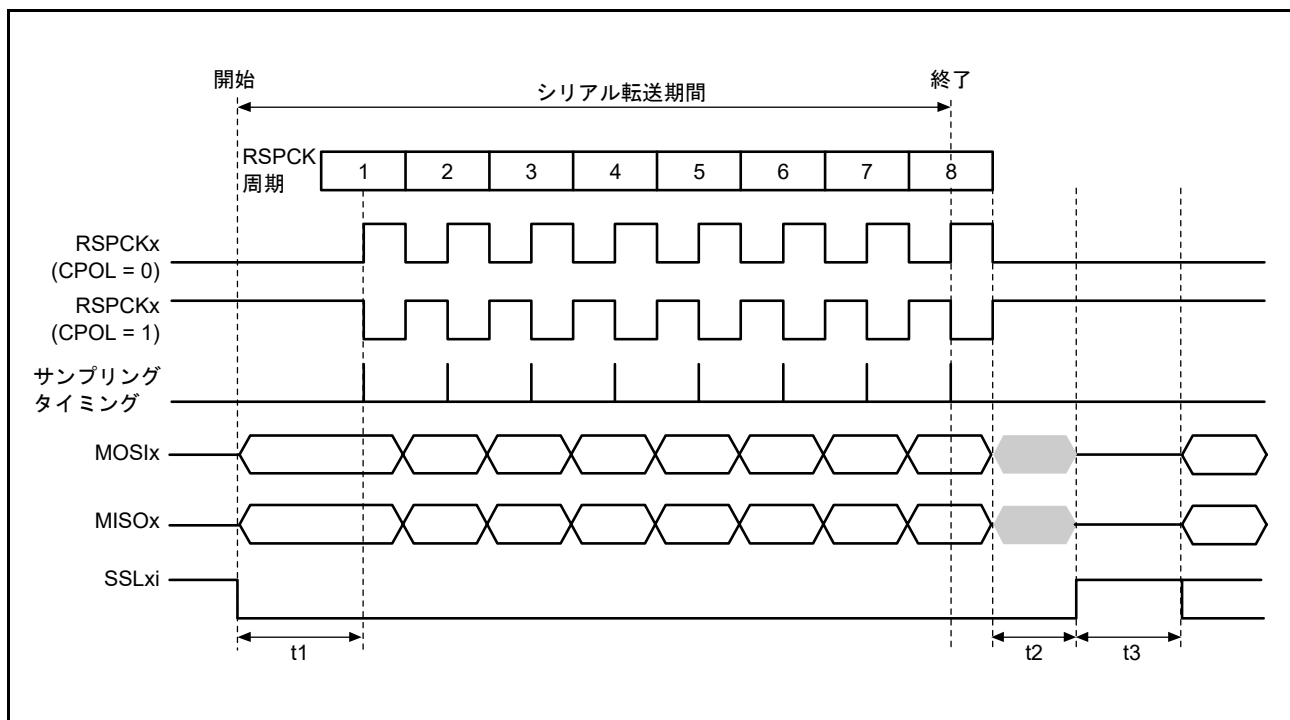 開始
シリアル転送期間
終了
RSPCK
周期
1 2 3 4 5 6 7 8
RSPCKx
(CPOL = 0)
RSPCKx
(CPOL = 1)
サンプリング
タイミング
MOSIx
MISOx
SSLxi
t1
t2
t3